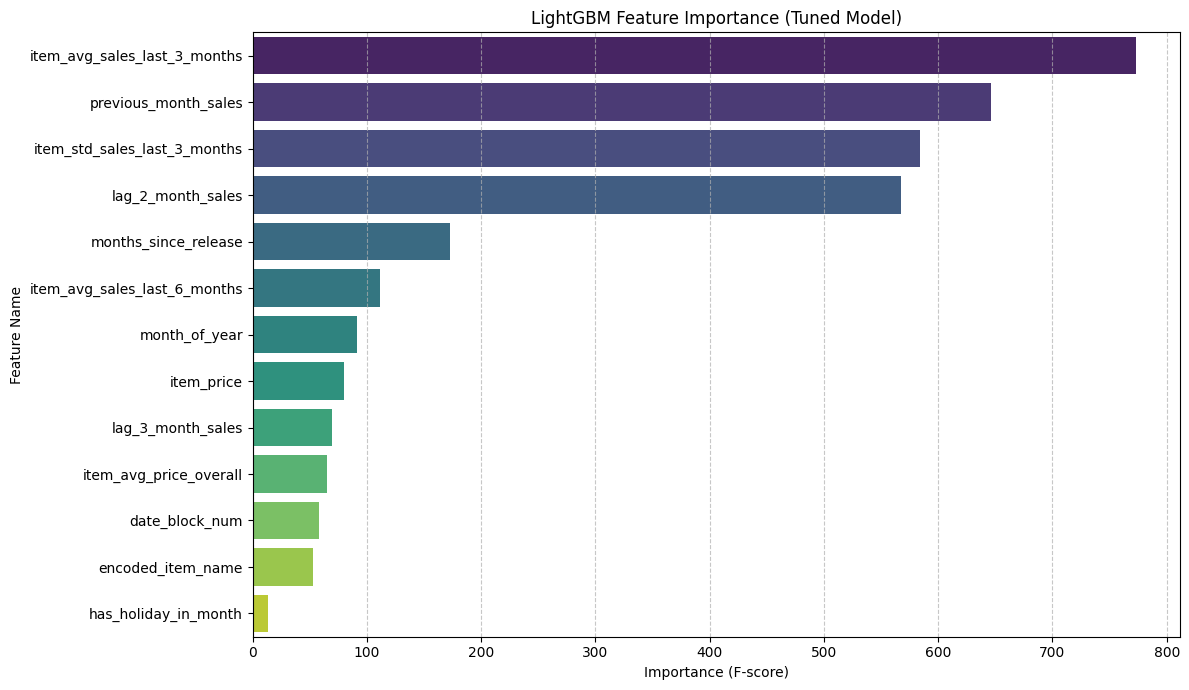 LightGBM Feature Importance (Tuned Model)
Feature Name
item_avg_sales_last_3_months
previous_month_sales
item_std_sales_last_3_months
lag_2_month_sales
months_since_release
item_avg_sales_last_6_months
month_of_year
item_price
lag_3_month_sales
item_avg_price_overall
date_block_num
encoded_item_name
has_holiday_in_month
0 100 200 300 400 500 600 700 800
Importance (F-score)